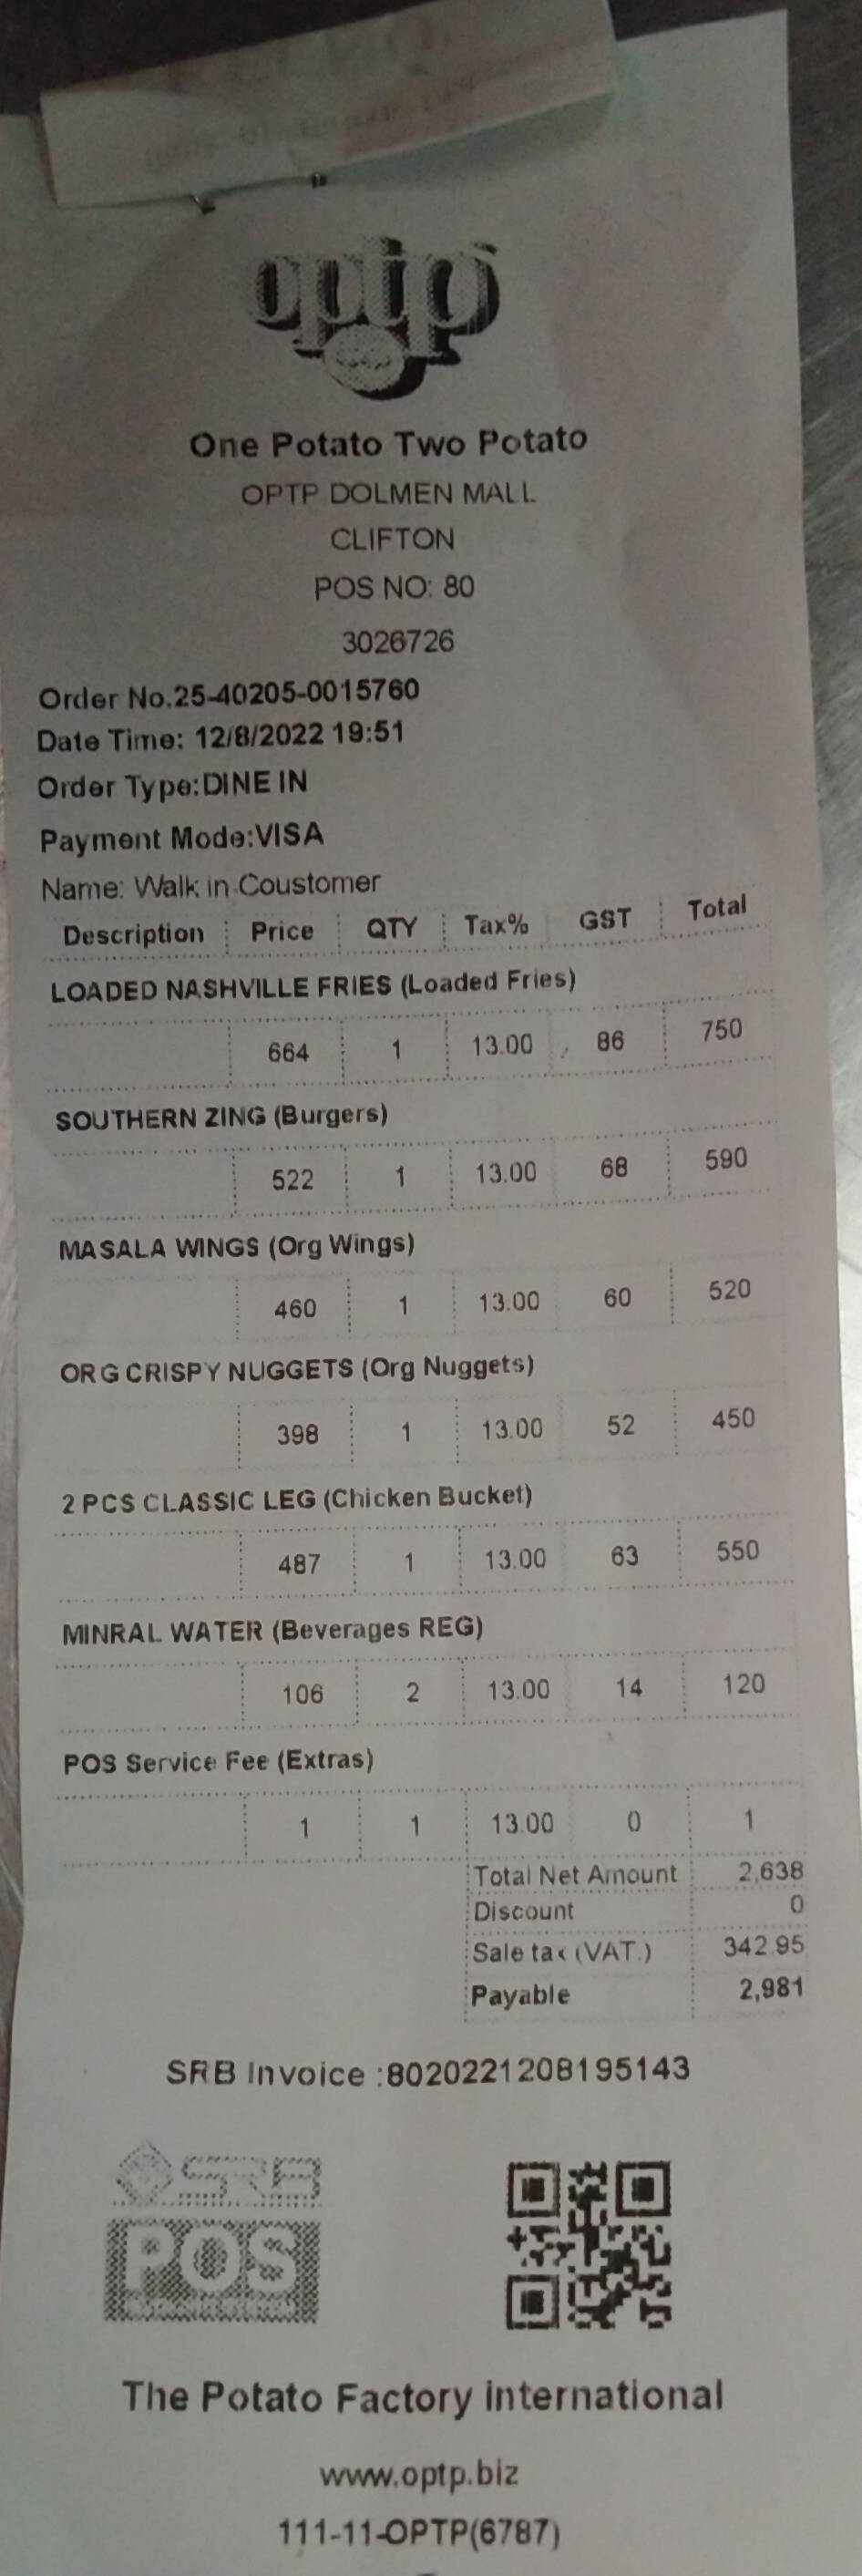 optp
One Potato Two Potato
OPTP DOLMEN MALL
CLIFTON
POS NO: 80
3026726
Order No.25-40205-0015760
Date Time: 12/8/2022 19:51
Order Type:DINE IN
Payment Mode:VISA
Name: Walk in Coustomer
Description Price QTY Tax% GST Total
LOADED NASHVILLE FRIES (Loaded Fries)
664 1 13.00 86 750
SOUTHERN ZING (Burgers)
522 1 13.00 68 590
MASALA WINGS (Org Wings)
460 1 13.00 60 520
ORG CRISPY NUGGETS (Org Nuggets)
398 1 13.00 52 450
2 PCS CLASSIC LEG (Chicken Bucket)
487 1 13.00 63 550
MINRAL WATER (Beverages REG)
106 2 13.00 14 120
POS Service Fee (Extras)
1 1 13.00 0 1
Total Net Amount 2,638
Discount 0
Sale tax (VAT.) 342.95
Payable 2,981
SRB Invoice :8020221208195143
SRB
POS
The Potato Factory international
www.optp.biz
111-11-OPTP(6787)